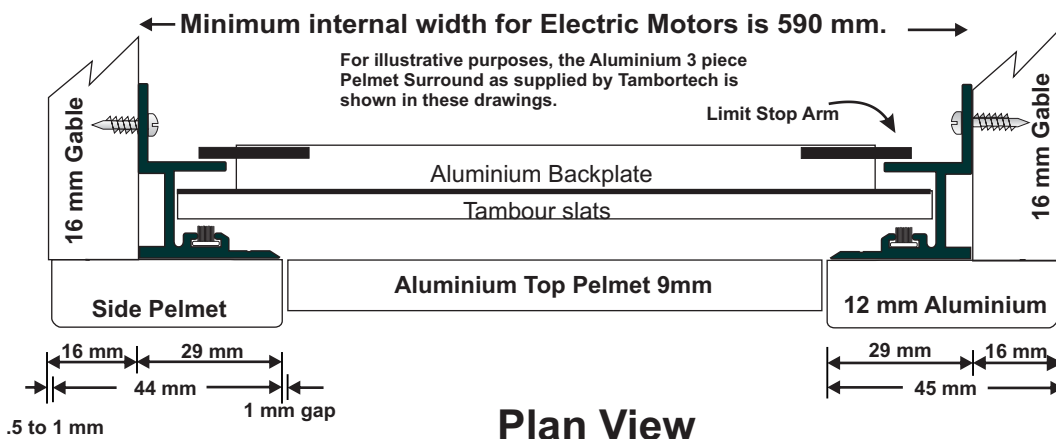 Minimum internal width for Electric Motors is 590 mm.
For illustrative purposes, the Aluminium 3 piece
Pelmet Surround as supplied by Tambortech is
shown in these drawings.
Limit Stop Arm
16 mm Gable
16 mm Gable
Aluminium Backplate
Tambour slats
Aluminium Top Pelmet 9mm
Side Pelmet
12 mm Aluminium
16 mm
29 mm
29 mm
16 mm
44 mm
45 mm
1 mm gap
.5 to 1 mm
Plan View